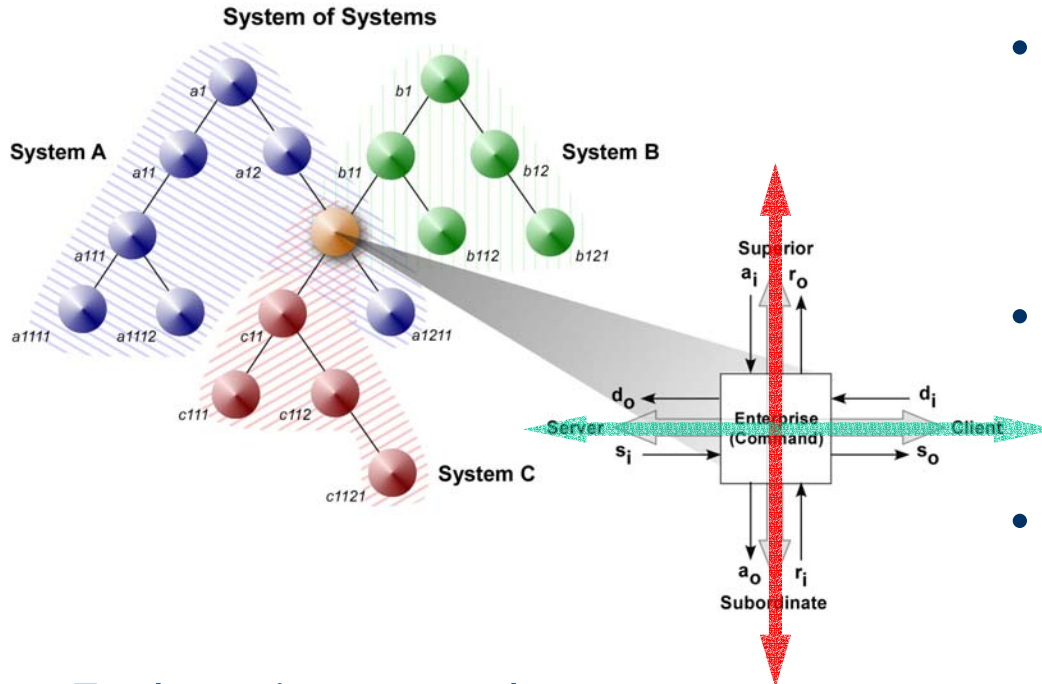 System of Systems
a1
b1
System A
a11
a12
b11
b12
System B
a111
b112
b121
a1111
a1112
c11
a1211
c111
c112
c1121
System C
Superior
ai ro
do
di
Enterprise
(Command)
Server
Client
si
so
ao ri
Subordinate